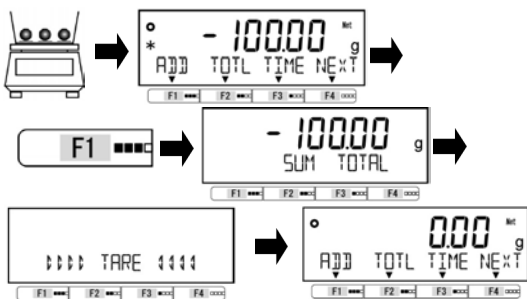 - 100.00 Net
* g
ADD TOTL TIME NEXT
F1 F2 F3 F4
F1
- 100.00 g
SUM TOTAL
F1 F2 F3 F4
TARE
F1 F2 F3 F4
0.00 Net
g
ADD TOTL TIME NEXT
F1 F2 F3 F4